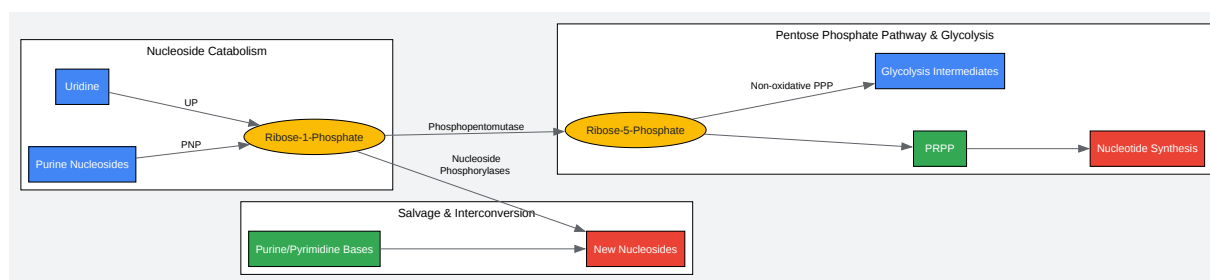 Nucleoside Catabolism
Uridine
UP
Purine Nucleosides
PNP
Ribose-1-Phosphate
Phosphopentomutase
Nucleoside
Phosphorylases
Pentose Phosphate Pathway & Glycolysis
Ribose-5-Phosphate
Non-oxidative PPP
Glycolysis Intermediates
PRPP
Nucleotide Synthesis
Salvage & Interconversion
Purine/Pyrimidine Bases
New Nucleosides